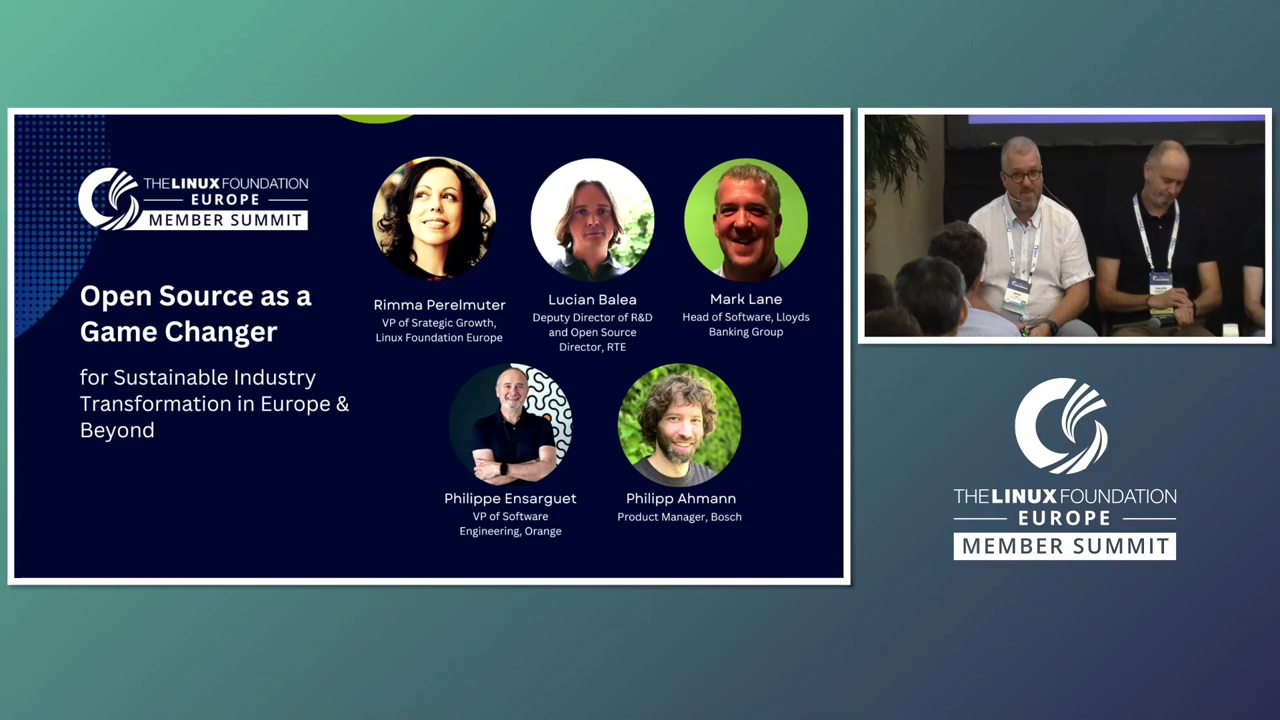 THE LINUX FOUNDATION
EUROPE
MEMBER SUMMIT
Open Source as a
Game Changer
for Sustainable Industry
Transformation in Europe &
Beyond
Rimma Perelmuter
VP of Srategic Growth,
Linux Foundation Europe
Lucian Balea
Deputy Director of R&D
and Open Source
Director, RTE
Mark Lane
Head of Software, Lloyds
Banking Group
Philippe Ensarguet
VP of Software
Engineering, Orange
Philipp Ahmann
Product Manager, Bosch
THE LINUX FOUNDATION
EUROPE
MEMBER SUMMIT